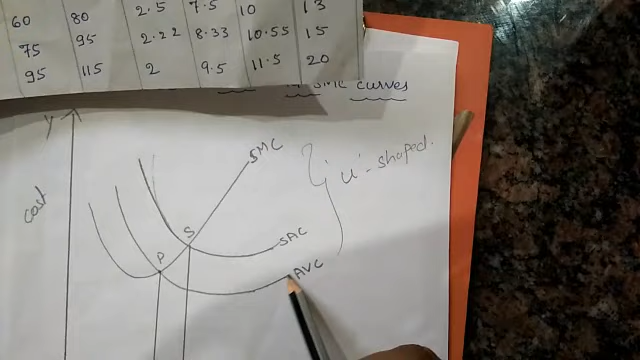 60 80 2.5 7.5 10 13
75 95 2.22 8.33 10.55 15
95 115 2 9.5 11.5 20
SMC curves
Y
SMC
'U'-shaped.
cost
S
SAC
P
AVC